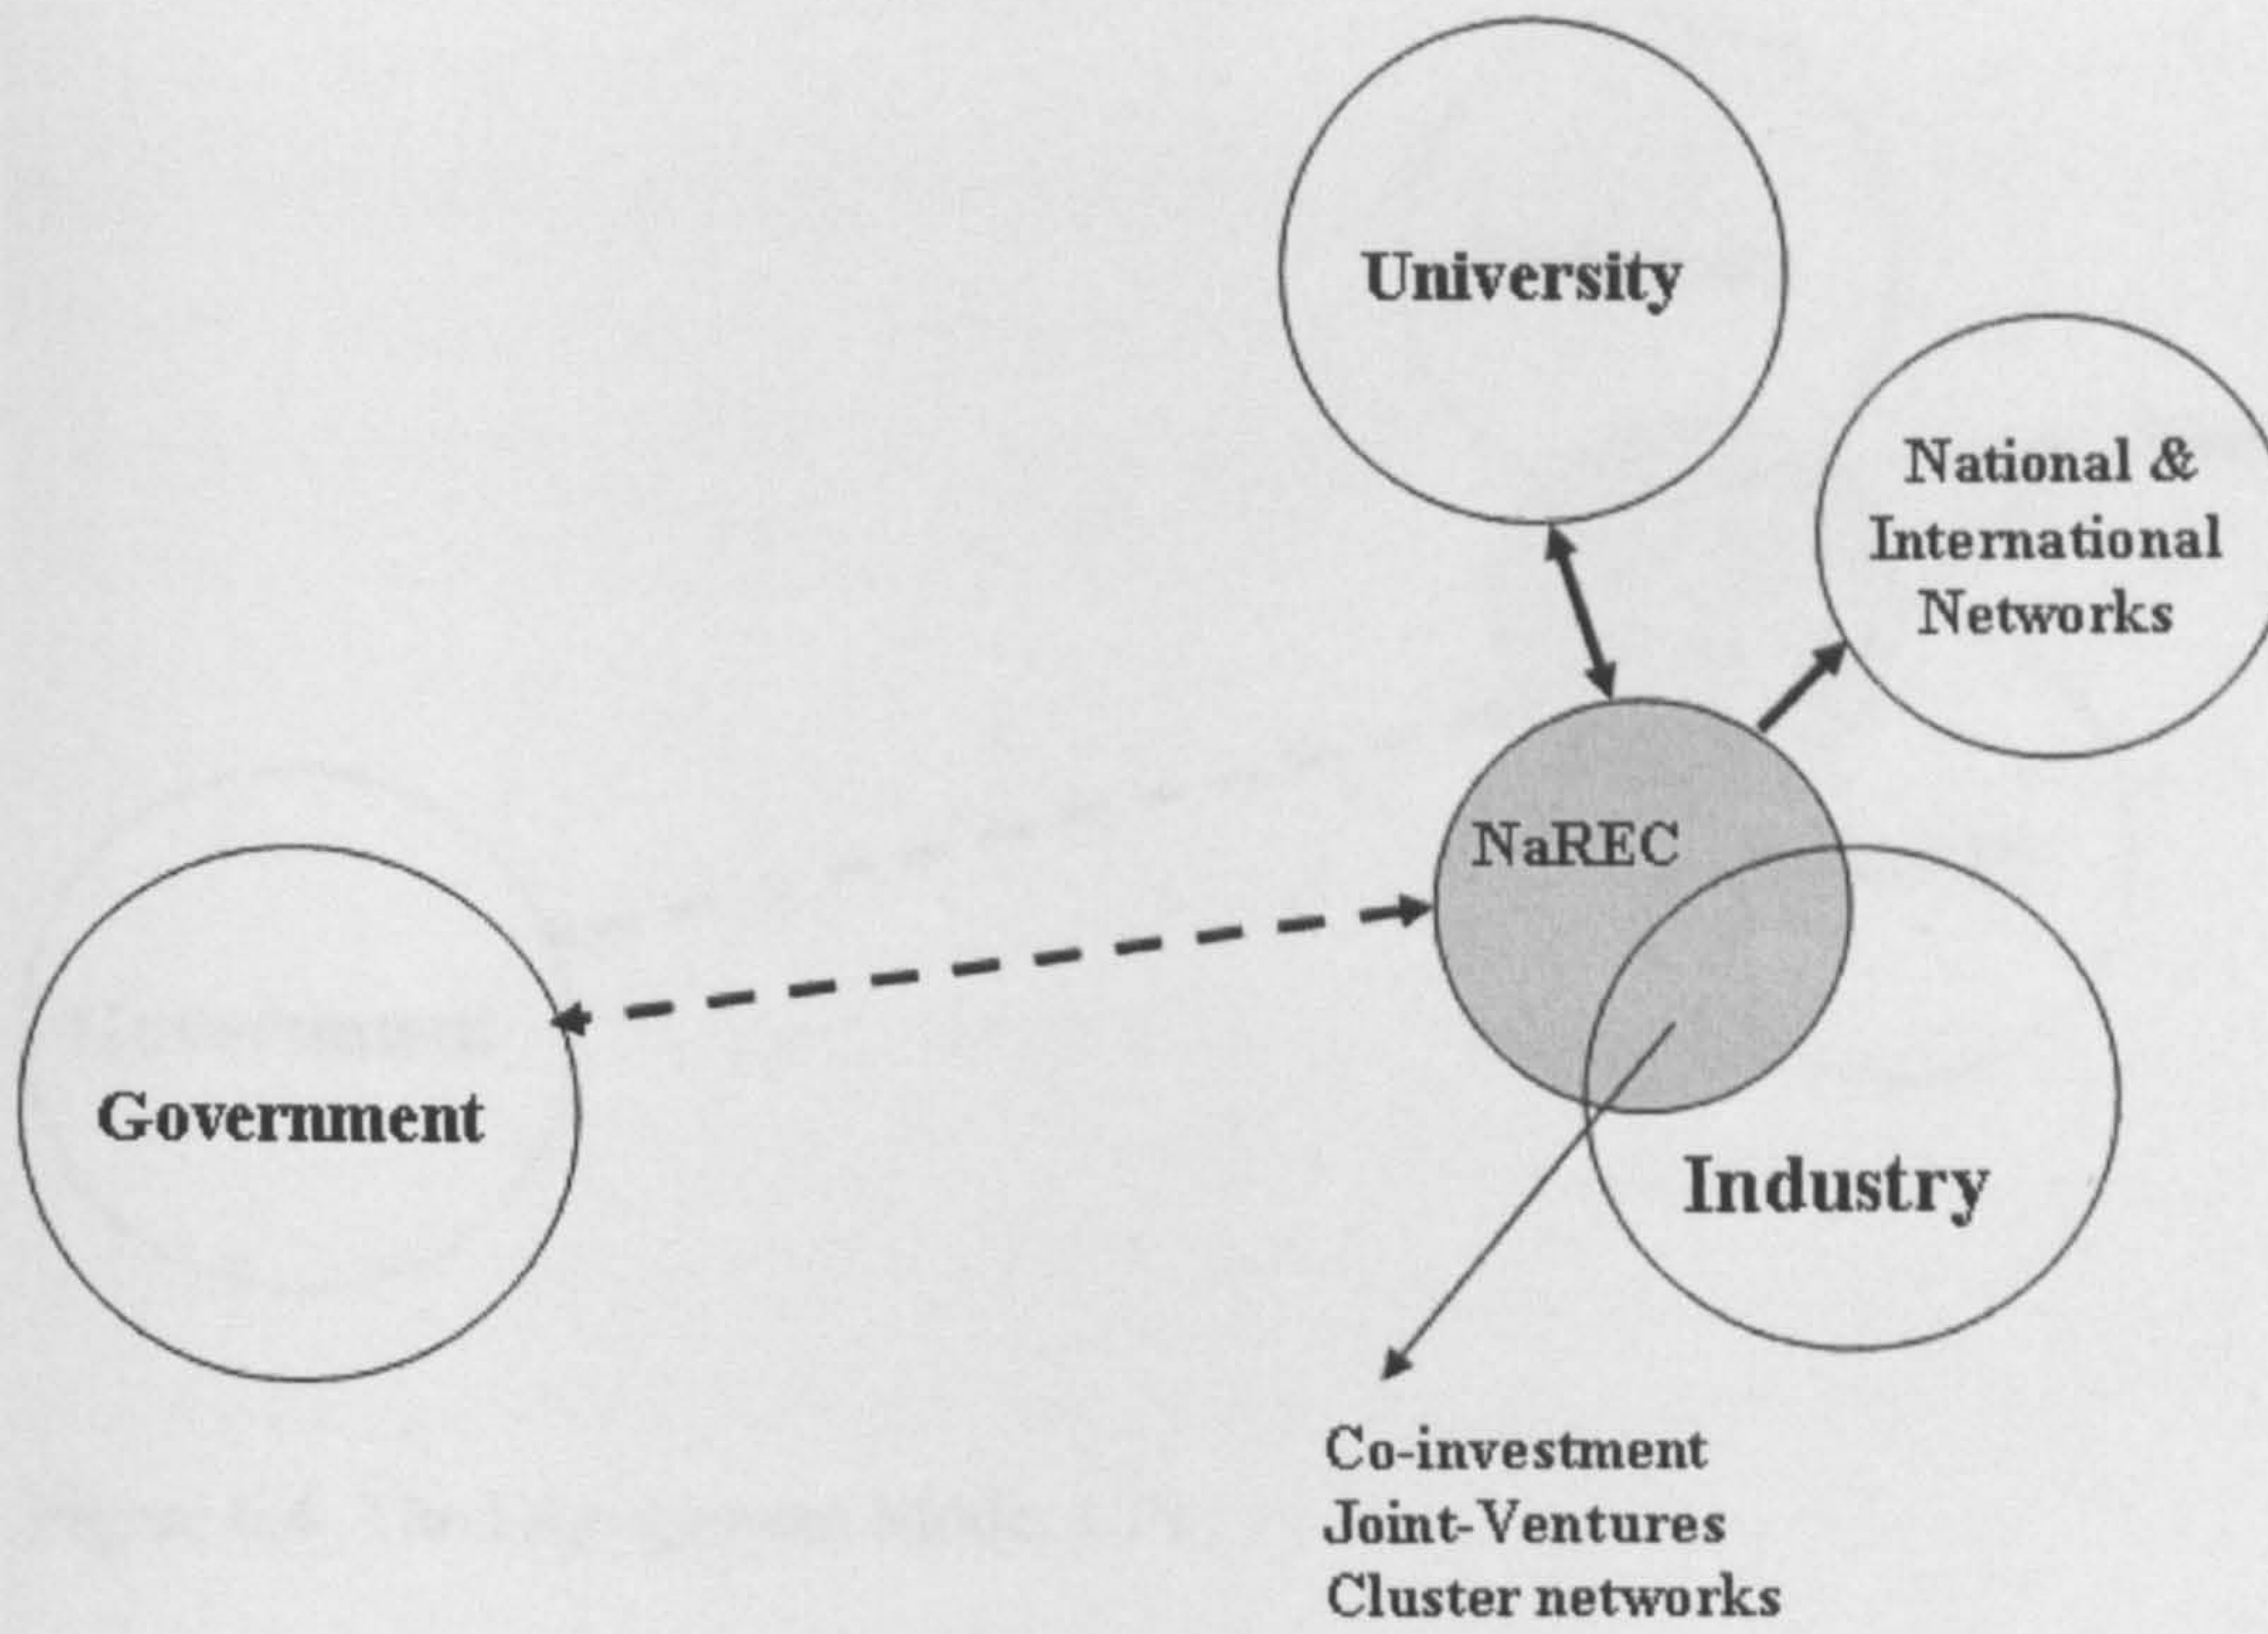 University
National &
International
Networks
NaREC
Government
Industry
Co-investment
Joint-Ventures
Cluster networks